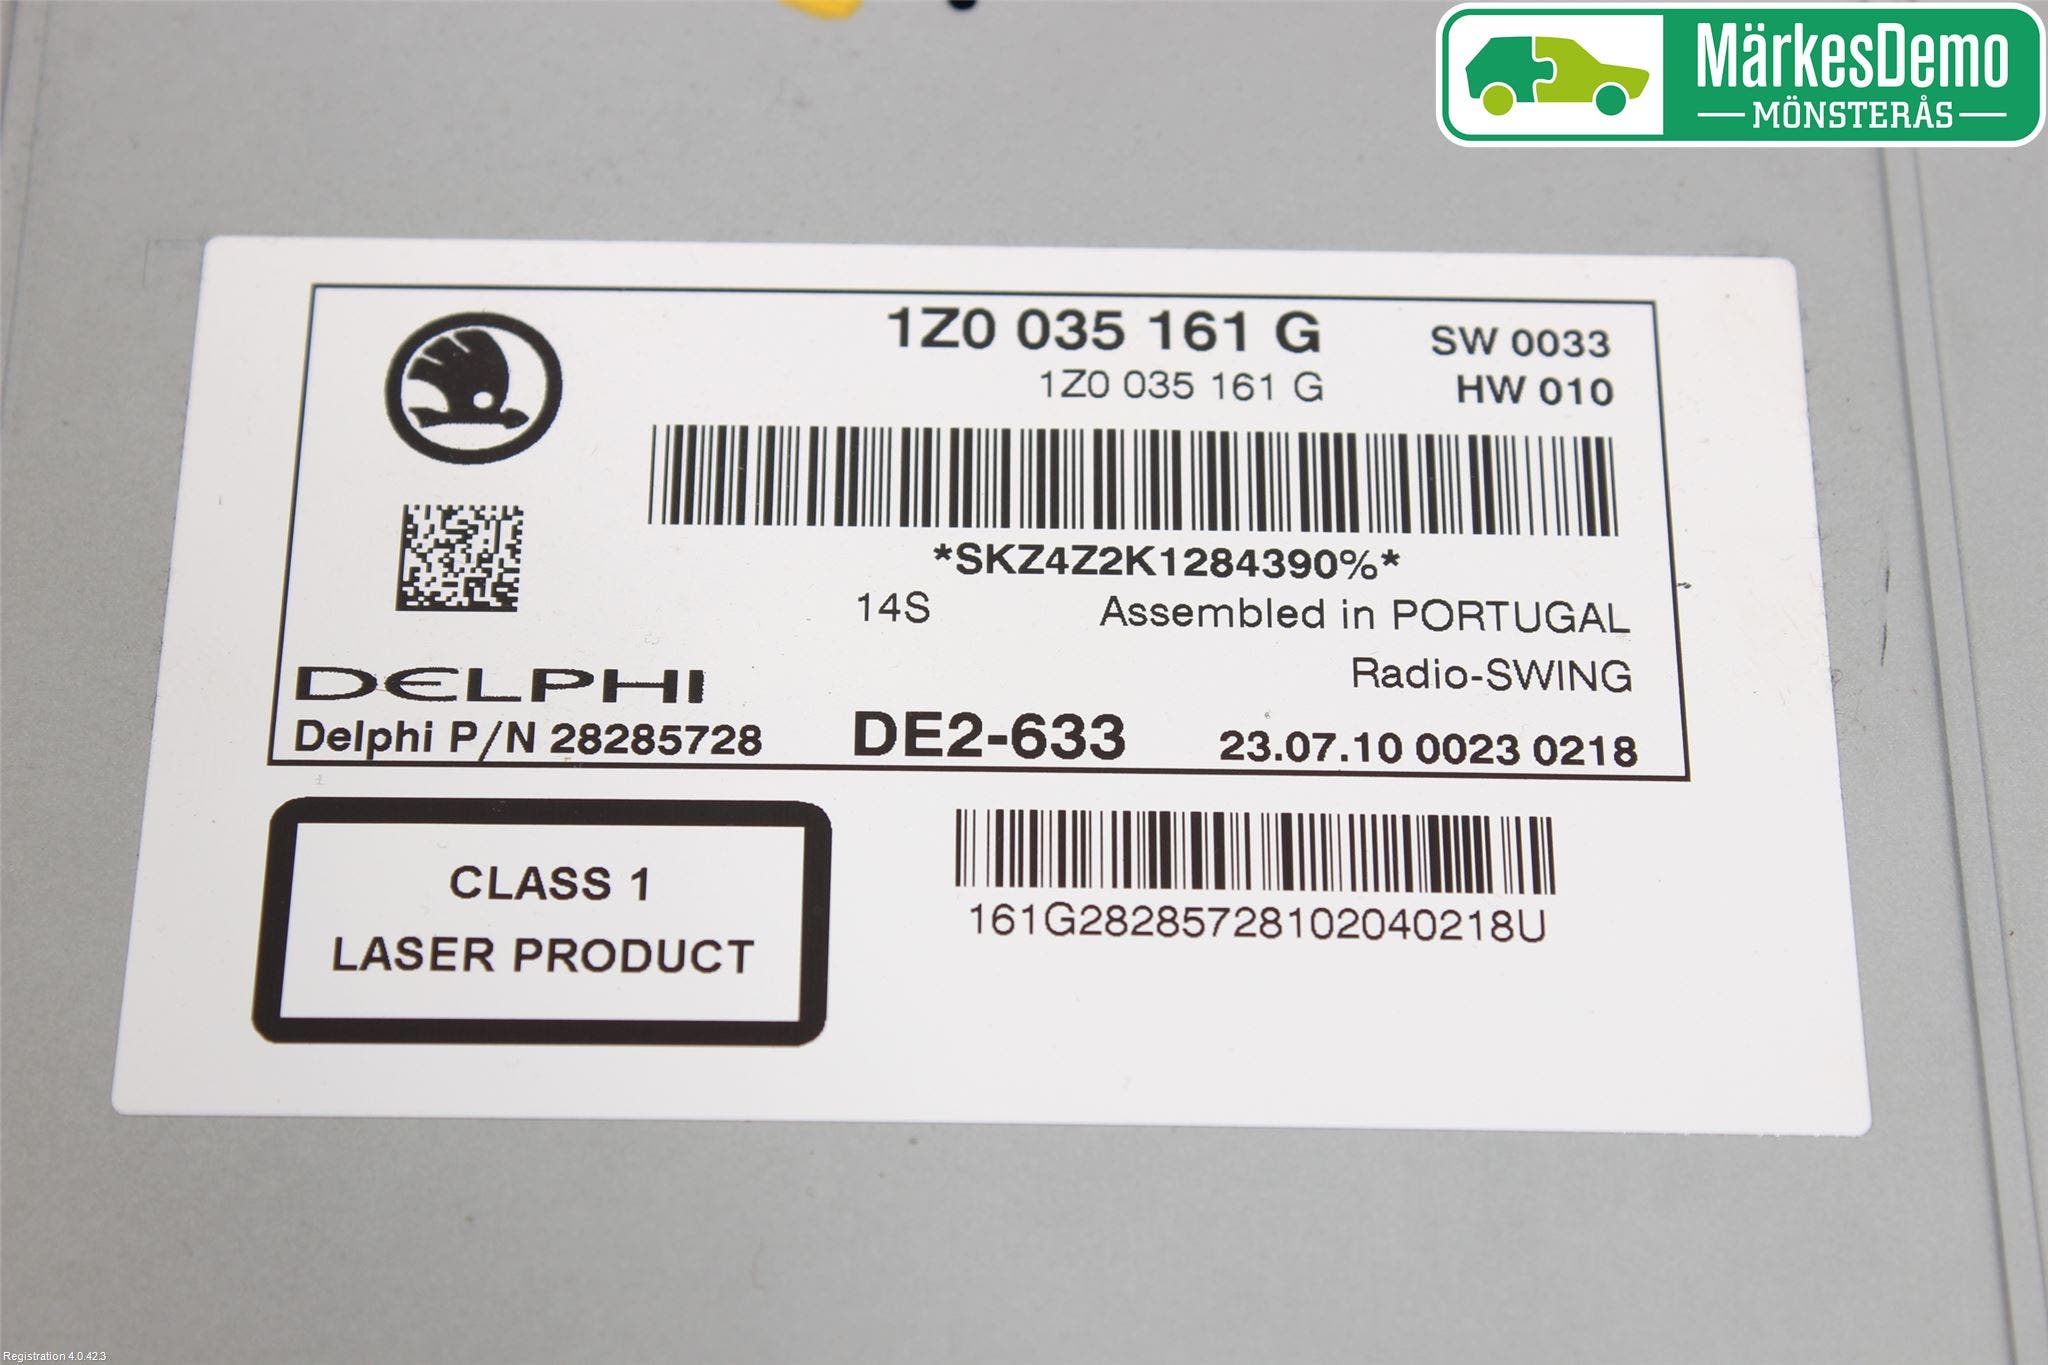 MärkesDemo
MÖNSTERÅS
1Z0 035 161 G SW 0033
1Z0 035 161 G HW 010
*SKZ4Z2K1284390%*
14S Assembled in PORTUGAL
Radio-SWING
DELPHI
Delphi P/N 28285728 DE2-633 23.07.10 0023 0218
CLASS 1
LASER PRODUCT
161G28285728102040218U
Registration 4.0.42.3